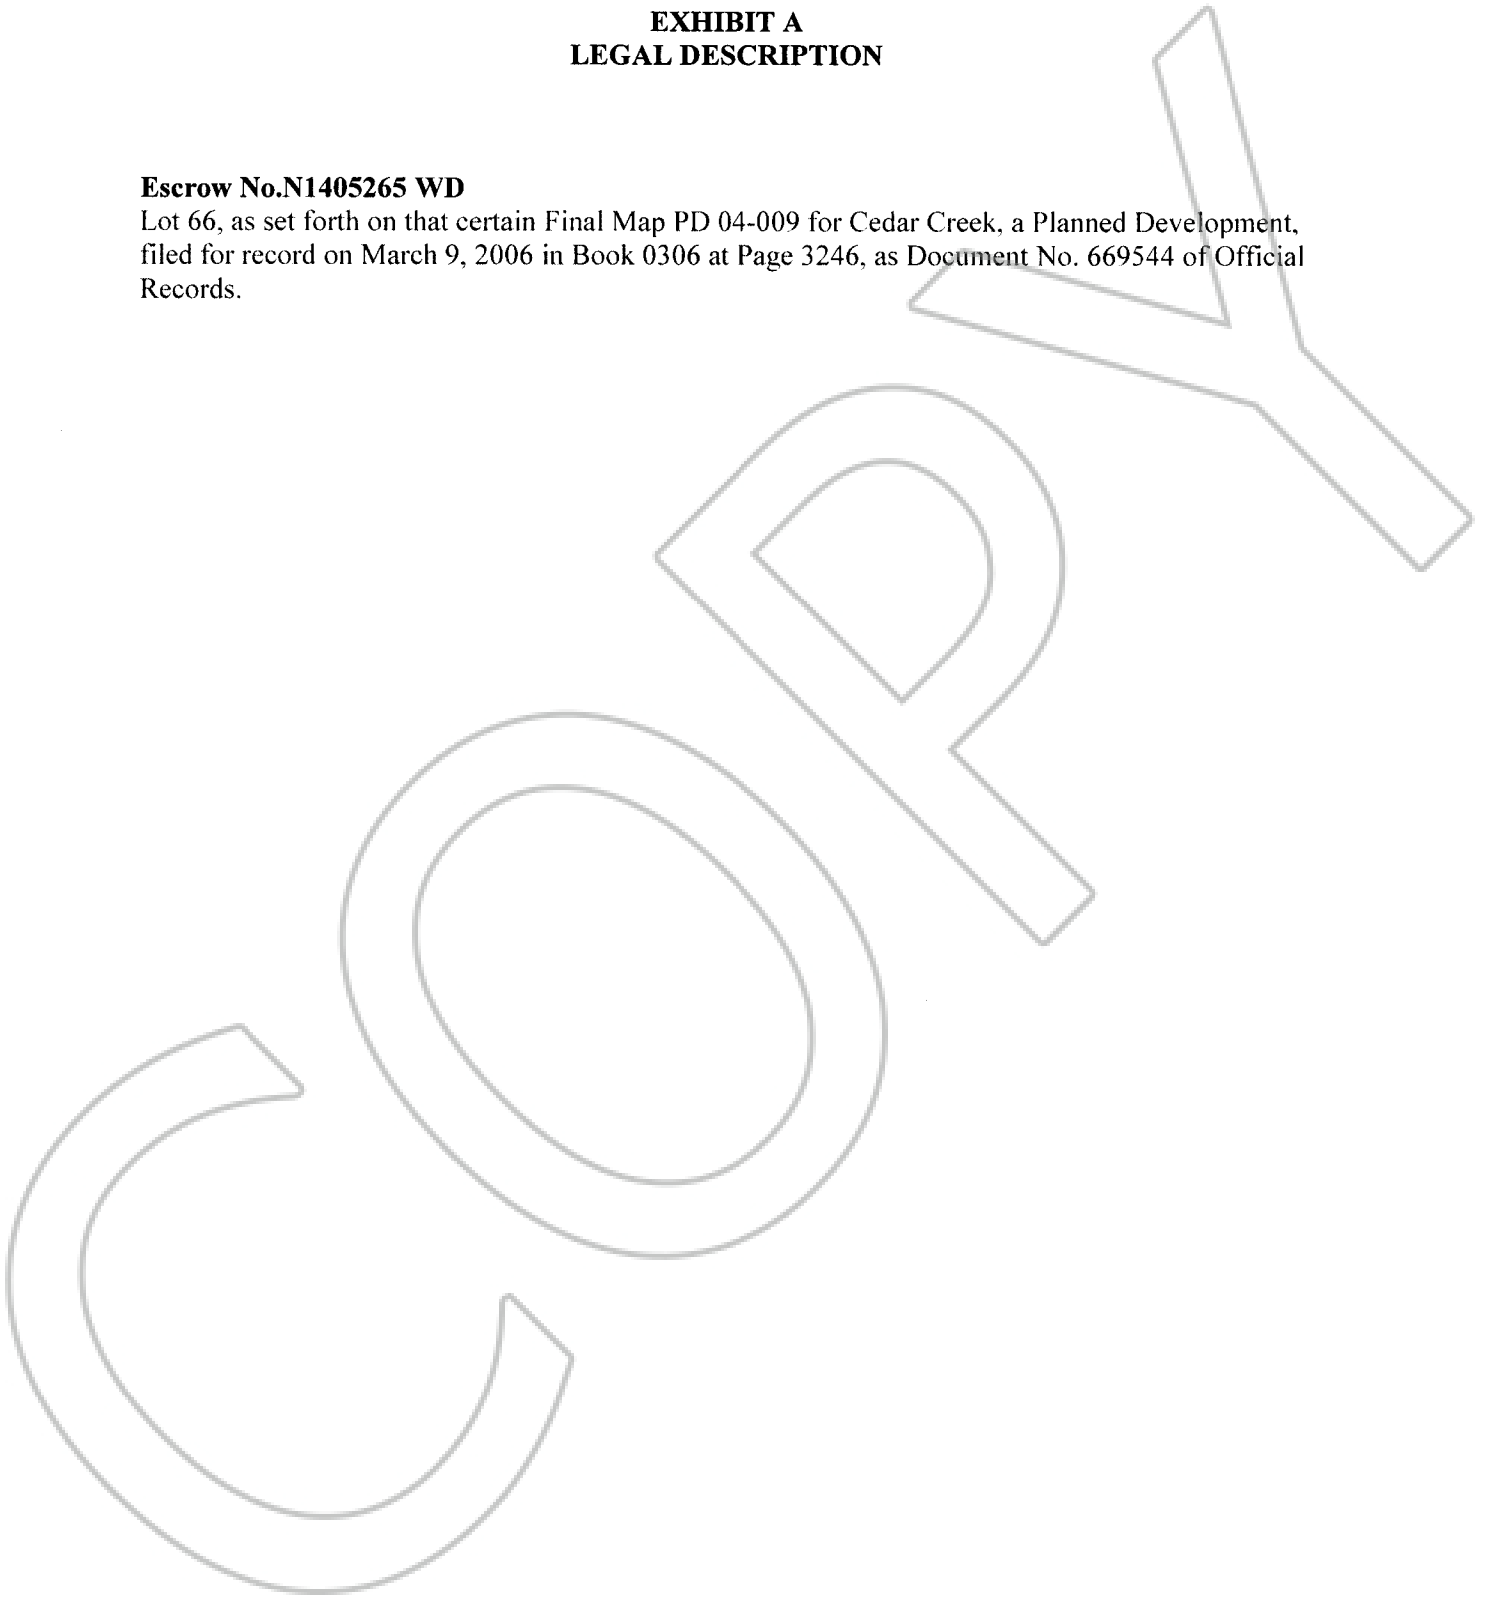 EXHIBIT A
LEGAL DESCRIPTION
Escrow No.N1405265 WD
Lot 66, as set forth on that certain Final Map PD 04-009 for Cedar Creek, a Planned Development,
filed for record on March 9, 2006 in Book 0306 at Page 3246, as Document No. 669544 of Official
Records.
COPY